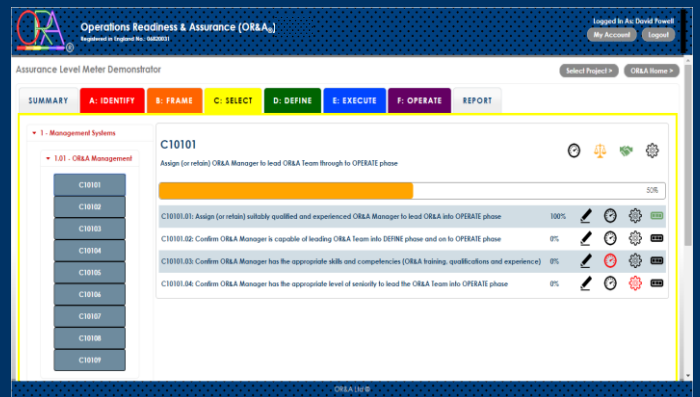 ORA
®
Operations Readiness & Assurance (OR&A®)
Registered in England No.: 06820031
Logged In As: David Powell
My Account
Logout
Assurance Level Meter Demonstrator
Select Project >
OR&A Home >
SUMMARY
A: IDENTIFY
B: FRAME
C: SELECT
D: DEFINE
E: EXECUTE
F: OPERATE
REPORT
1 - Management Systems
1.01 - OR&A Management
C10101
C10102
C10103
C10104
C10105
C10106
C10107
C10108
C10109
C10101
Assign (or retain) OR&A Manager to lead OR&A Team through to OPERATE phase
50%
C10101.01: Assign (or retain) suitably qualified and experienced OR&A Manager to lead OR&A into OPERATE phase 100%
C10101.02: Confirm OR&A Manager is capable of leading OR&A Team into DEFINE phase and on to OPERATE phase 0%
C10101.03: Confirm OR&A Manager has the appropriate skills and competencies (OR&A training, qualifications and experience) 0%
C10101.04: Confirm OR&A Manager has the appropriate level of seniority to lead the OR&A Team into OPERATE phase 0%
OR&A Ltd ®